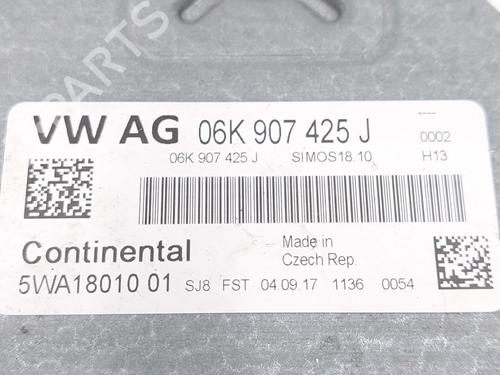 PARTS
VW AG 06K 907 425 J 0002
06K 907 425 J SIMOS18.10 H13
Continental Made in
Czech Rep.
5WA18010 01 SJ8 FST 04.09.17 1136 0054